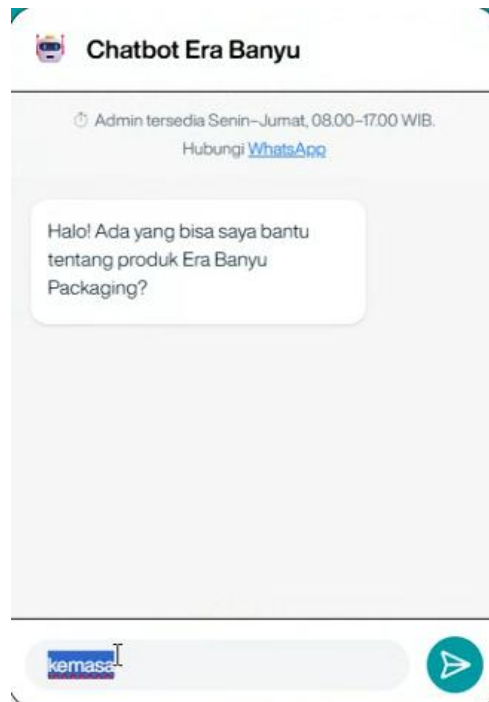 Chatbot Era Banyu
Admin tersedia Senin–Jumat, 08.00–17.00 WIB.
Hubungi WhatsApp
Halo! Ada yang bisa saya bantu
tentang produk Era Banyu
Packaging?
kemasa